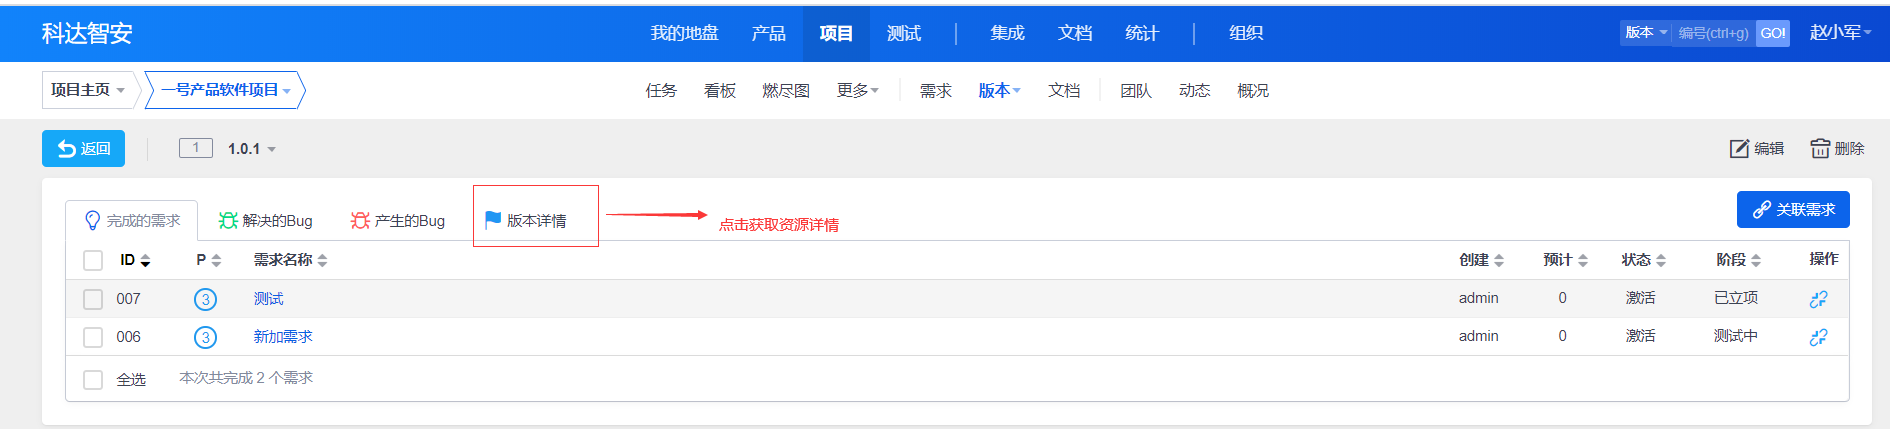 科达智安 我的地盘 产品 项目 测试 集成 文档 统计 组织 版本 编号(ctrl+g) GO! 赵小军
项目主页 一号产品软件项目 任务 看板 燃尽图 更多 需求 版本 文档 团队 动态 概况
返回 1 1.0.1 编辑 删除
完成的需求 解决的Bug 产生的Bug 版本详情 点击获取资源详情 关联需求
ID P 需求名称 创建 预计 状态 阶段 操作
007 3 测试 admin 0 激活 已立项
006 3 新加需求 admin 0 激活 测试中
全选 本次共完成 2 个需求